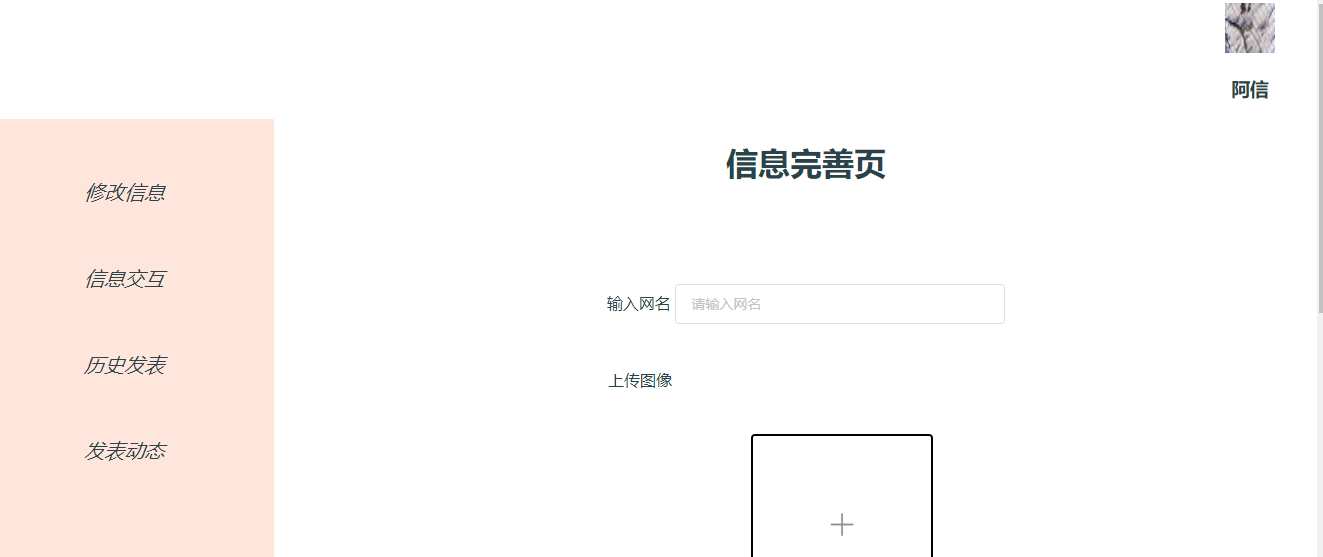 阿信
信息完善页
修改信息
信息交互
历史发表
发表动态
输入网名 请输入网名
上传图像